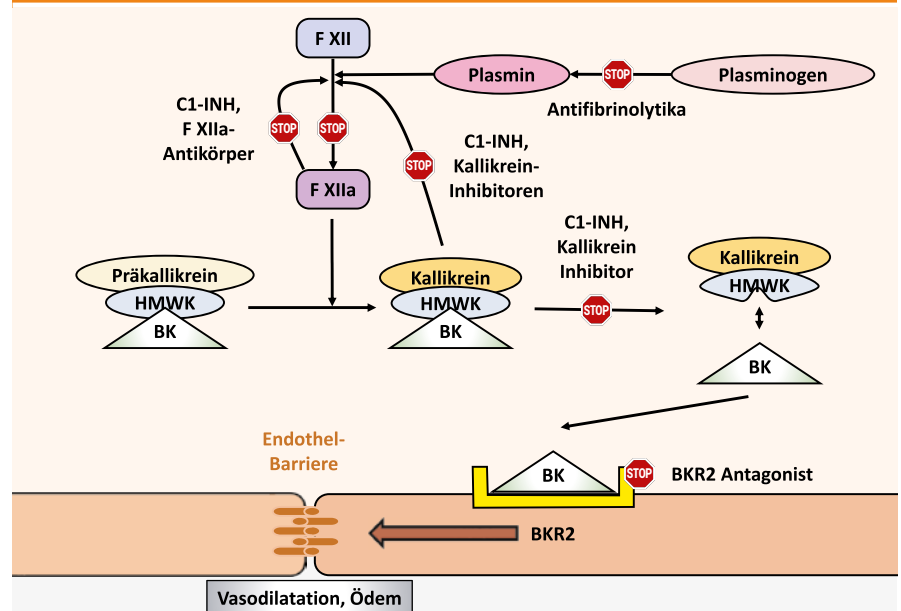 F XII
Plasmin
STOP
Plasminogen
Antifibrinolytika
C1-INH,
F XIIa-
Antikörper
STOP
STOP
C1-INH,
Kallikrein-
Inhibitoren
STOP
F XIIa
C1-INH,
Kallikrein
Inhibitor
STOP
Präkallikrein
HMWK
BK
Kallikrein
HMWK
BK
Kallikrein
HMWK
BK
Endothel-
Barriere
BK
STOP
BKR2 Antagonist
BKR2
Vasodilatation, Ödem